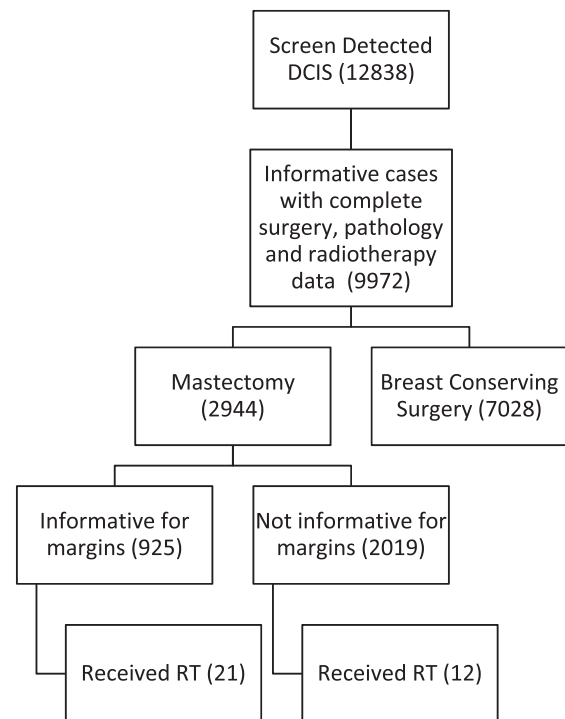 Screen Detected
DCIS (12838)
Informative cases
with complete
surgery, pathology
and radiotherapy
data (9972)
Mastectomy
(2944)
Breast Conserving
Surgery (7028)
Informative for
margins (925)
Not informative for
margins (2019)
Received RT (21)
Received RT (12)